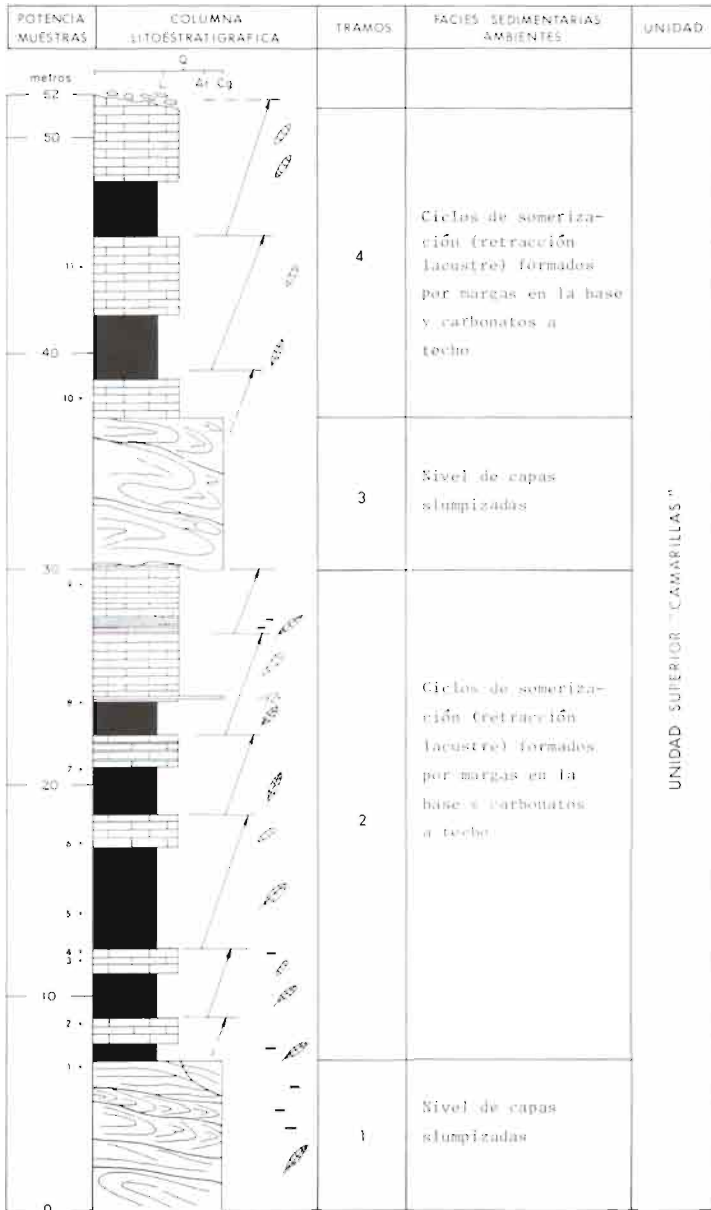 POTENCIA
MUESTRAS
COLUMNA
LITOESTRATIGRAFICA
TRAMOS
FACIES SEDIMENTARIAS
AMBIENTES
UNIDAD
Q
L Ar Cg
metros
52
50
11
40
10
30
9
8
7
20
6
5
4
3
10
2
1
0
4
Ciclos de someriza-
ción (retracción
lacustre) formados
por margas en la base
y carbonatos a
techo
3
Nivel de capas
slumpizadas
2
Ciclos de someriza-
ción (retracción
lacustre) formados
por margas en la
base y carbonatos
a techo
1
Nivel de capas
slumpizadas
UNIDAD SUPERIOR "CAMARILLAS"